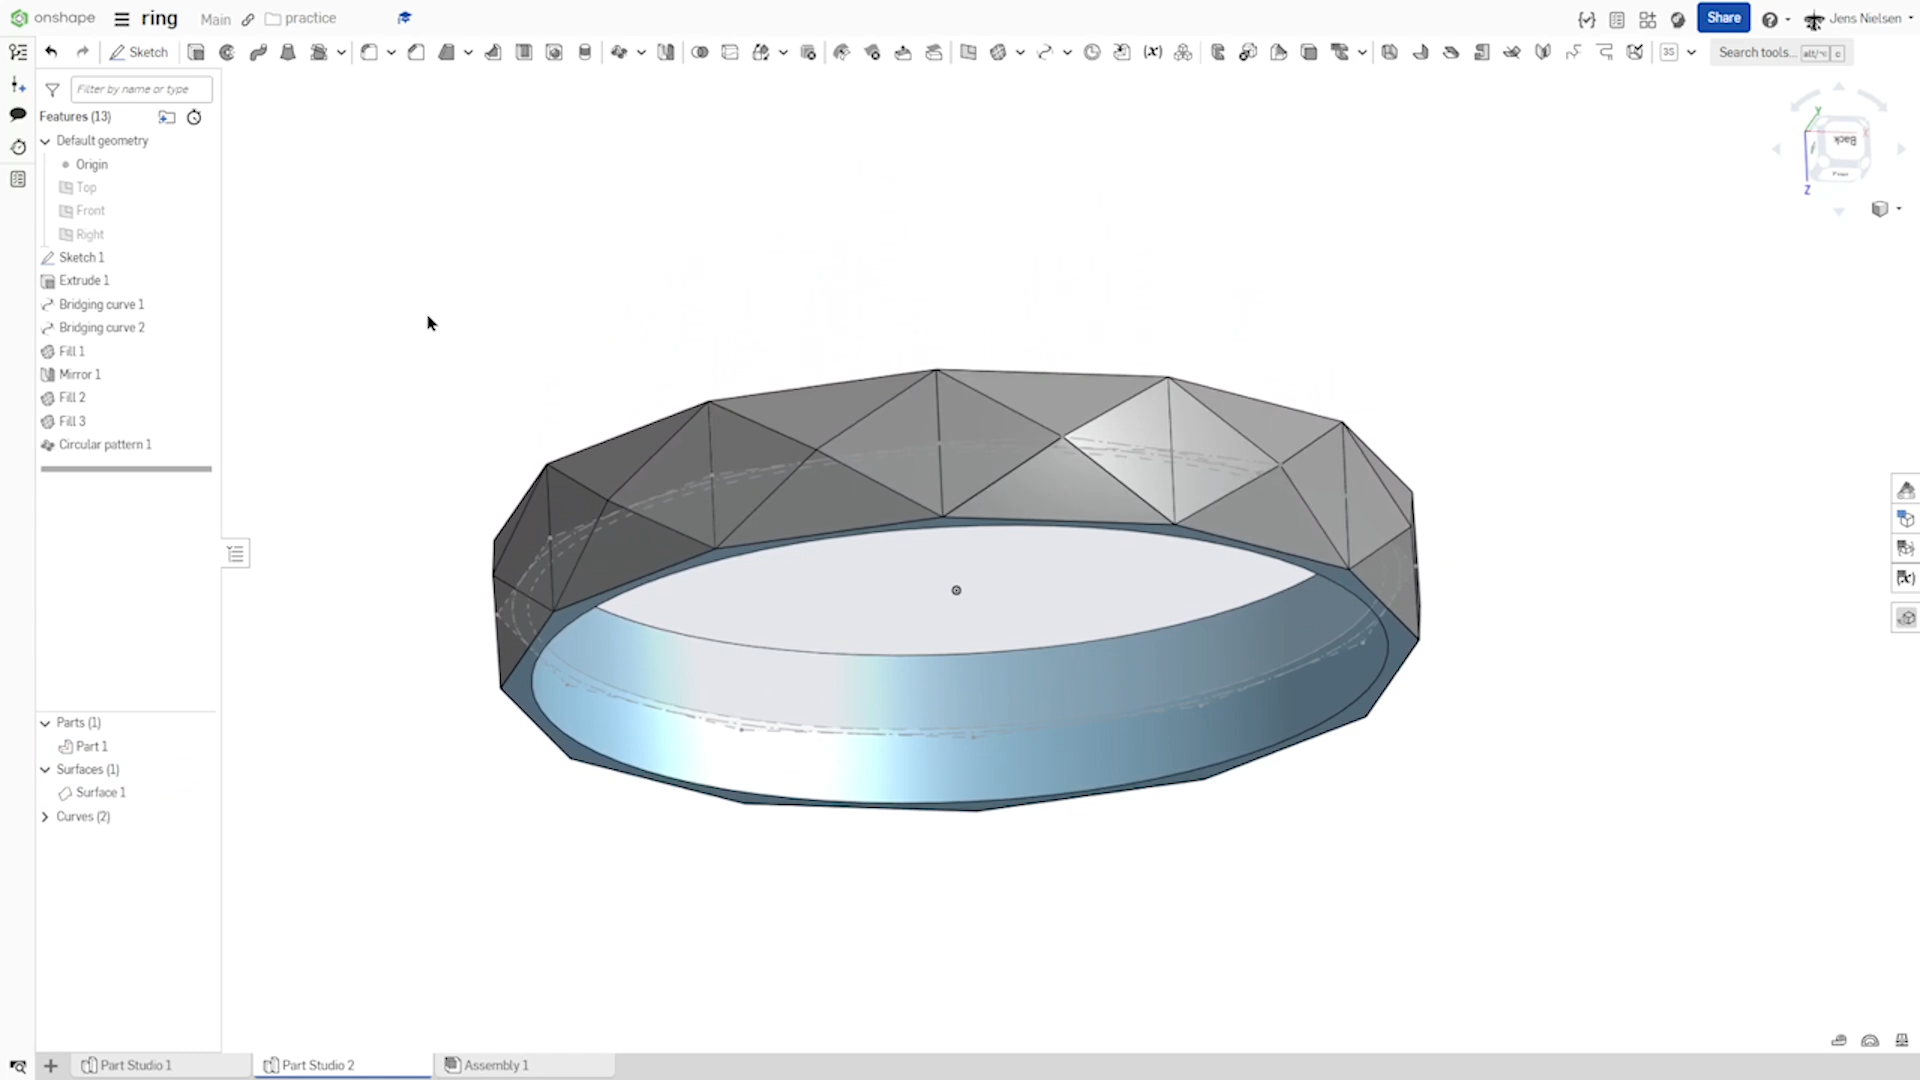 onshape ring Main practice Share Jens Nielsen
Sketch (x) 3S Search tools... alt/⌥ c
Filter by name or type
Features (13)
Default geometry
Origin
Top
Front
Right
Sketch 1
Extrude 1
Bridging curve 1
Bridging curve 2
Fill 1
Mirror 1
Fill 2
Fill 3
Circular pattern 1
Parts (1)
Part 1
Surfaces (1)
Surface 1
Curves (2)
Y
X
Back
Z
(x)
Part Studio 1 Part Studio 2 Assembly 1